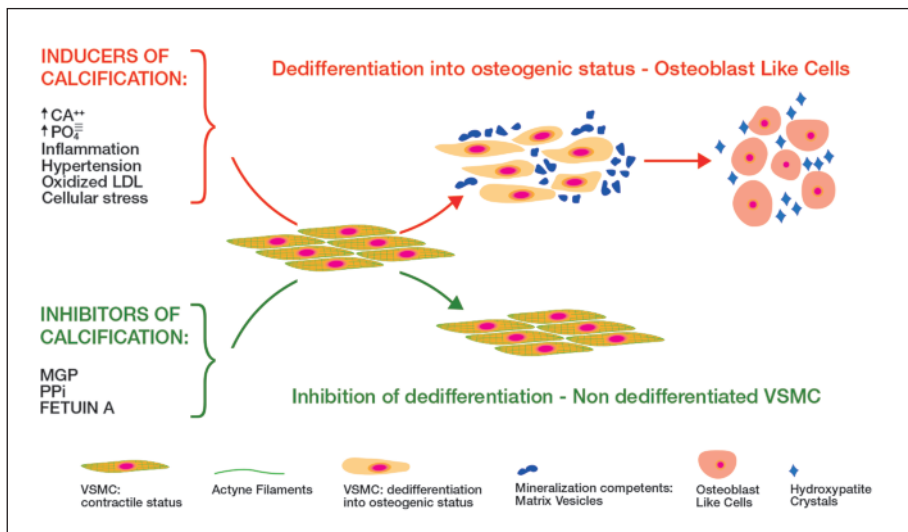 INDUCERS OF
CALCIFICATION:
↑CA⁺⁺
↑PO₄≡
Inflammation
Hypertension
Oxidized LDL
Cellular stress
Dedifferentiation into osteogenic status - Osteoblast Like Cells
INHIBITORS OF
CALCIFICATION:
MGP
PPi
FETUIN A
Inhibition of dedifferentiation - Non dedifferentiated VSMC
VSMC:
contractile status
Actyne Filaments
VSMC: dedifferentiation
into osteogenic status
Mineralization competents:
Matrix Vesicles
Osteoblast
Like Cells
Hydroxypatite
Crystals